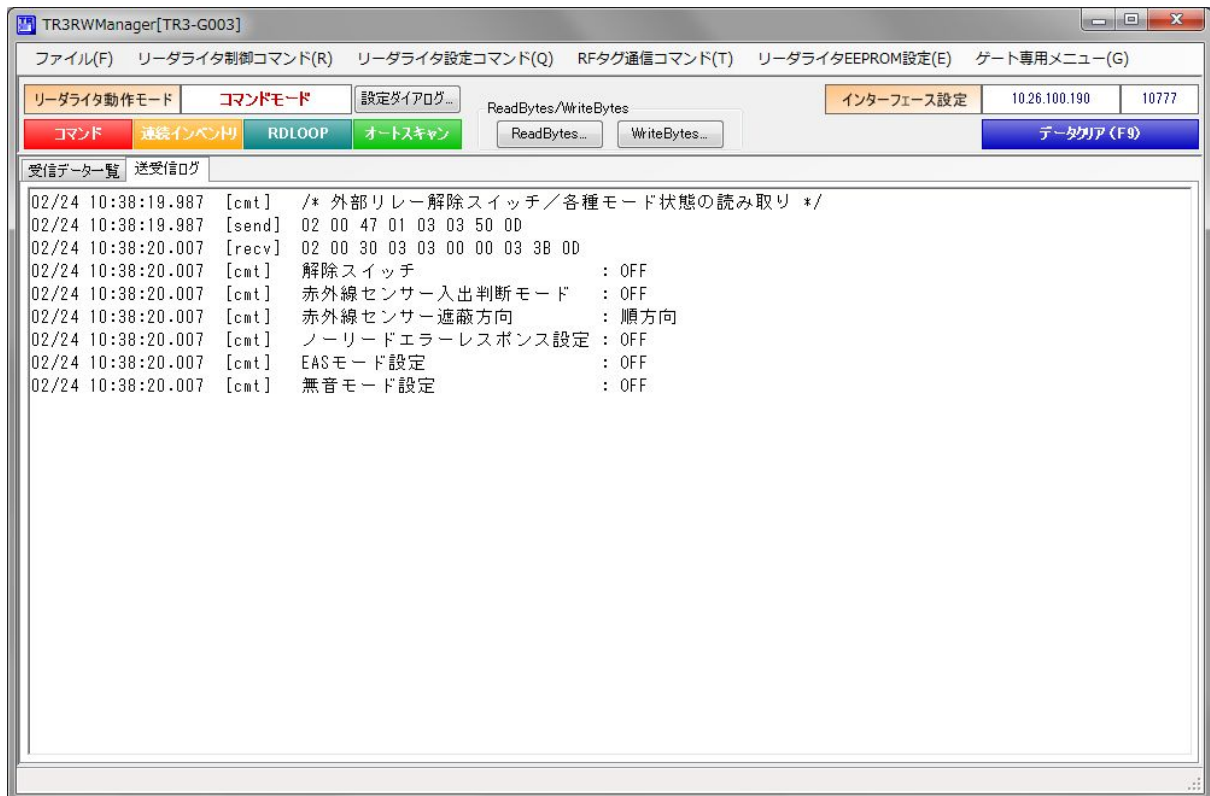 TR3RWManager[TR3-G003]
ファイル(F) リーダライタ制御コマンド(R) リーダライタ設定コマンド(Q) RFタグ通信コマンド(T) リーダライタEEPROM設定(E) ゲート専用メニュー(G)
リーダライタ動作モード コマンドモード 設定ダイアログ... ReadBytes/WriteBytes インターフェース設定 10.26.100.190 10777
コマンド 連続インベントリ RDLOOP オートスキャン ReadBytes... WriteBytes... データクリア (F9)
受信データ一覧 送受信ログ
02/24 10:38:19.987 [cmt] /* 外部リレー解除スイッチ／各種モード状態の読み取り */
02/24 10:38:19.987 [send] 02 00 47 01 03 03 50 0D
02/24 10:38:20.007 [recv] 02 00 30 03 03 00 00 03 3B 0D
02/24 10:38:20.007 [cmt] 解除スイッチ : OFF
02/24 10:38:20.007 [cmt] 赤外線センサー入出判断モード : OFF
02/24 10:38:20.007 [cmt] 赤外線センサー遮蔽方向 : 順方向
02/24 10:38:20.007 [cmt] ノーリードエラーレスポンス設定 : OFF
02/24 10:38:20.007 [cmt] EASモード設定 : OFF
02/24 10:38:20.007 [cmt] 無音モード設定 : OFF